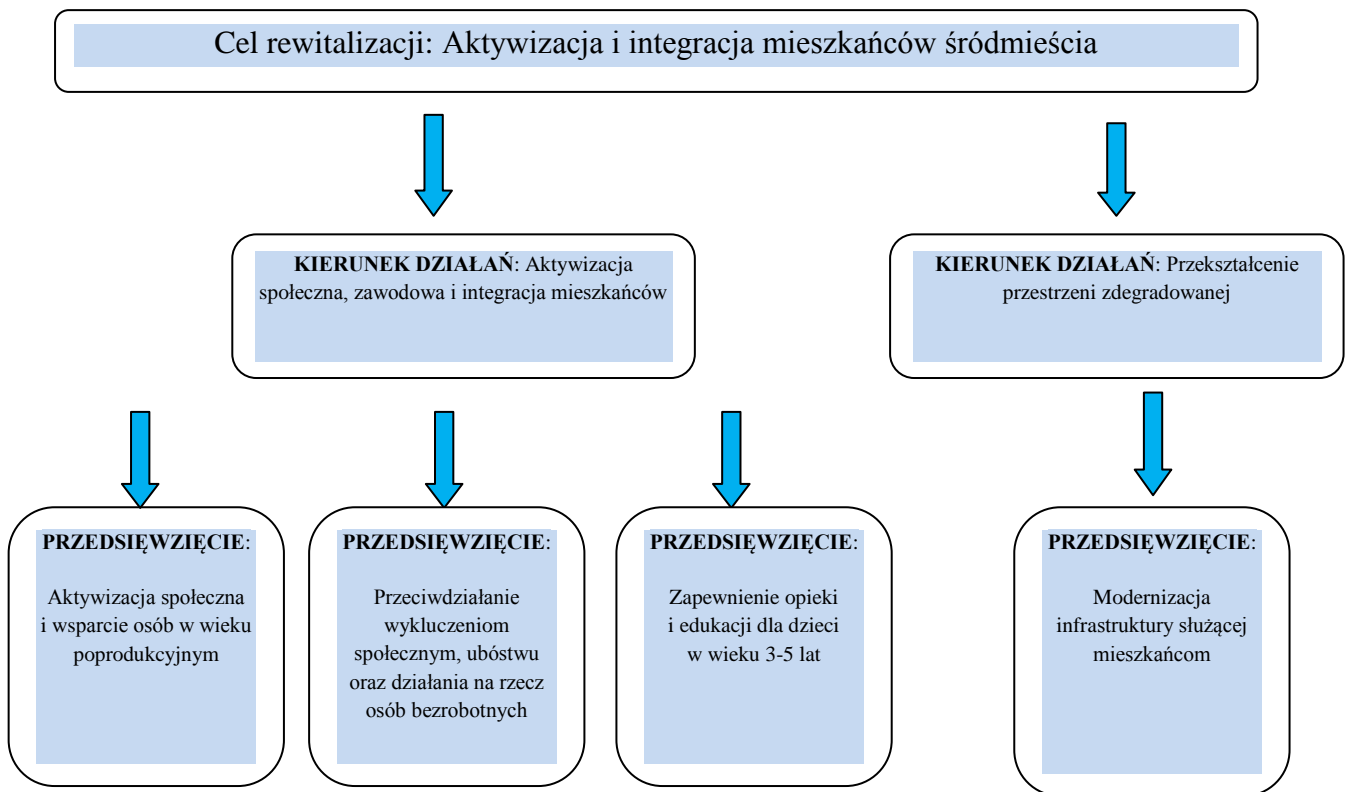 Cel rewitalizacji: Aktywizacja i integracja mieszkańców śródmieścia
KIERUNEK DZIAŁAŃ: Aktywizacja
społeczna, zawodowa i integracja mieszkańców
KIERUNEK DZIAŁAŃ: Przekształcenie
przestrzeni zdegradowanej
PRZEDSIĘWZIĘCIE:
Aktywizacja społeczna
i wsparcie osób w wieku
poprodukcyjnym
PRZEDSIĘWZIĘCIE:
Przeciwdziałanie
wykluczeniom
społecznym, ubóstwu
oraz działania na rzecz
osób bezrobotnych
PRZEDSIĘWZIĘCIE:
Zapewnienie opieki
i edukacji dla dzieci
w wieku 3-5 lat
PRZEDSIĘWZIĘCIE:
Modernizacja
infrastruktury służącej
mieszkańcom